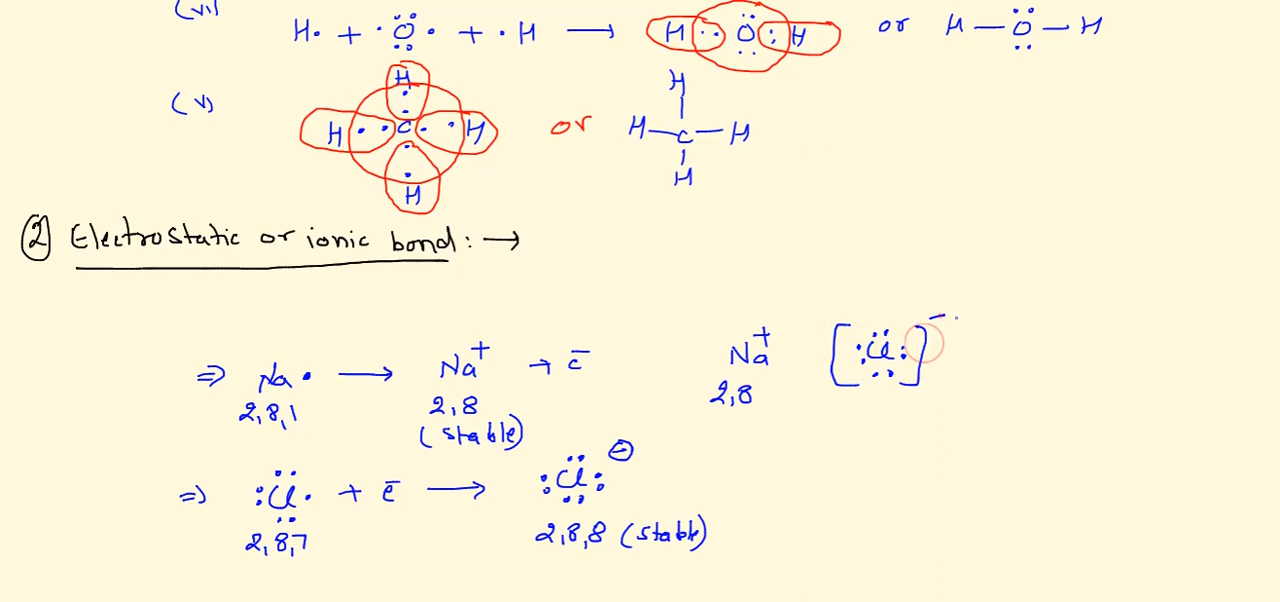 (vii)
H· + ·Ö· + ·H ⟶ H : Ö : H or H — Ö — H
(v)
H
H · · C · · H or H — C — H
H
H
H
② Electrostatic or ionic bond : →
⇒ Na· ⟶ Na⁺ + e⁻ Na⁺ [:Cl:]⁻
2,8,1 2,8 2,8
(stable)
⇒ :Cl· + e⁻ ⟶ :Cl: ⊖
2,8,7 2,8,8 (stable)